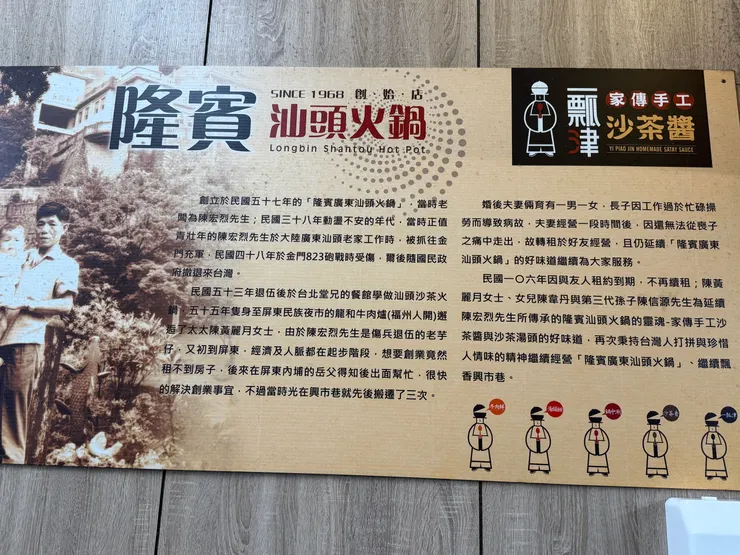 隆賓
SINCE 1968 創·始·店
汕頭火鍋
Longbin Shantou Hot Pot
瓢津
家傳手工
沙茶醬
YI PIAO JIN HOMEMADE SATAY SAUCE
創立於民國五十七年的「隆賓廣東汕頭火鍋」,當時老
闆為陳宏烈先生;民國三十八年動盪不安的年代,當時正值
青壯年的陳宏烈先生於大陸廣東汕頭老家工作時,被抓往金
門充軍,民國四十八年於金門823砲戰時受傷,爾後隨國民政
府撤退來台灣。
民國五十三年退伍後於台北堂兄的餐館學做汕頭沙茶火
鍋,五十五年隻身至屏東民族夜市的龍和牛肉爐(福州人開)邂
逅了太太陳黃麗月女士,由於陳宏烈先生是傷兵退伍的老芋
仔,又初到屏東,經濟及人脈都在起步階段,想要創業竟然
租不到房子,後來在屏東內埔的岳父得知後出面幫忙,很快
的解決創業事宜,不過當時光在興市巷就先後搬遷了三次。
婚後夫妻倆育有一男一女,長子因工作過於忙碌操
勞而導致病故,夫妻經營一段時間後,因還無法從喪子
之痛中走出,故轉租於好友經營,且仍延續「隆賓廣東
汕頭火鍋」的好味道繼續為大家服務。
民國一〇六年因與友人租約到期,不再續租;陳黃
麗月女士、女兒陳韋丹與第三代孫子陳信源先生為延續
陳宏烈先生所傳承的隆賓汕頭火鍋的靈魂-家傳手工沙
茶醬與沙茶湯頭的好味道,再次秉持台灣人打拼與珍惜
人情味的精神繼續經營「隆賓廣東汕頭火鍋」、繼續飄
香興市巷。